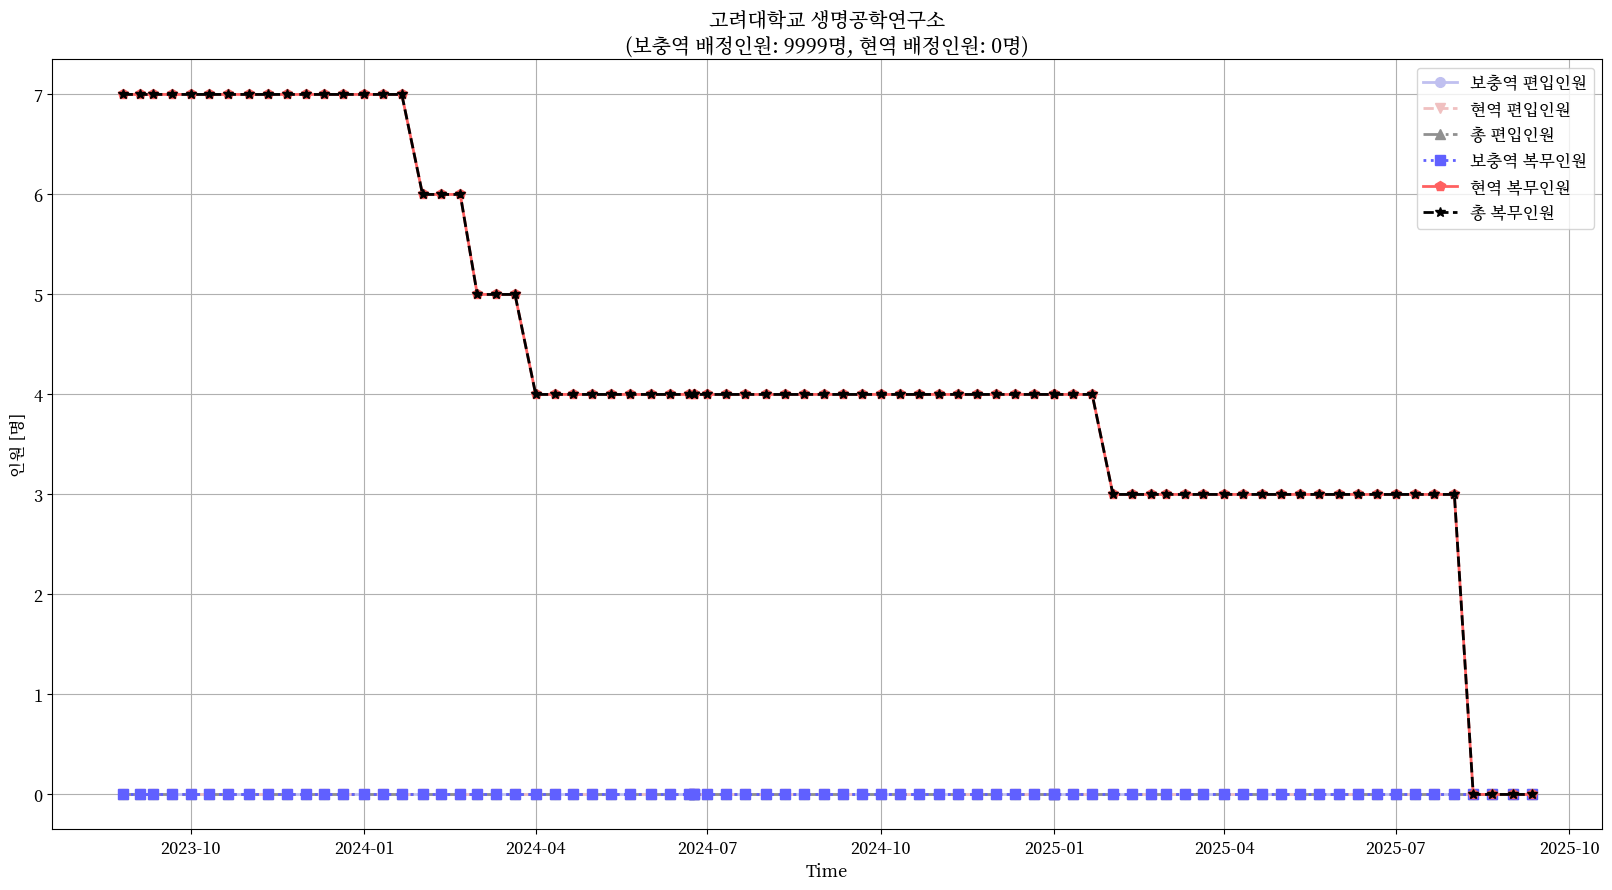 고려대학교 생명공학연구소
(보충역 배정인원: 9999명, 현역 배정인원: 0명)
보충역 편입인원
현역 편입인원
총 편입인원
보충역 복무인원
현역 복무인원
총 복무인원
인원 [명]
7
6
5
4
3
2
1
0
2023-10
2024-01
2024-04
2024-07
2024-10
2025-01
2025-04
2025-07
2025-10
Time